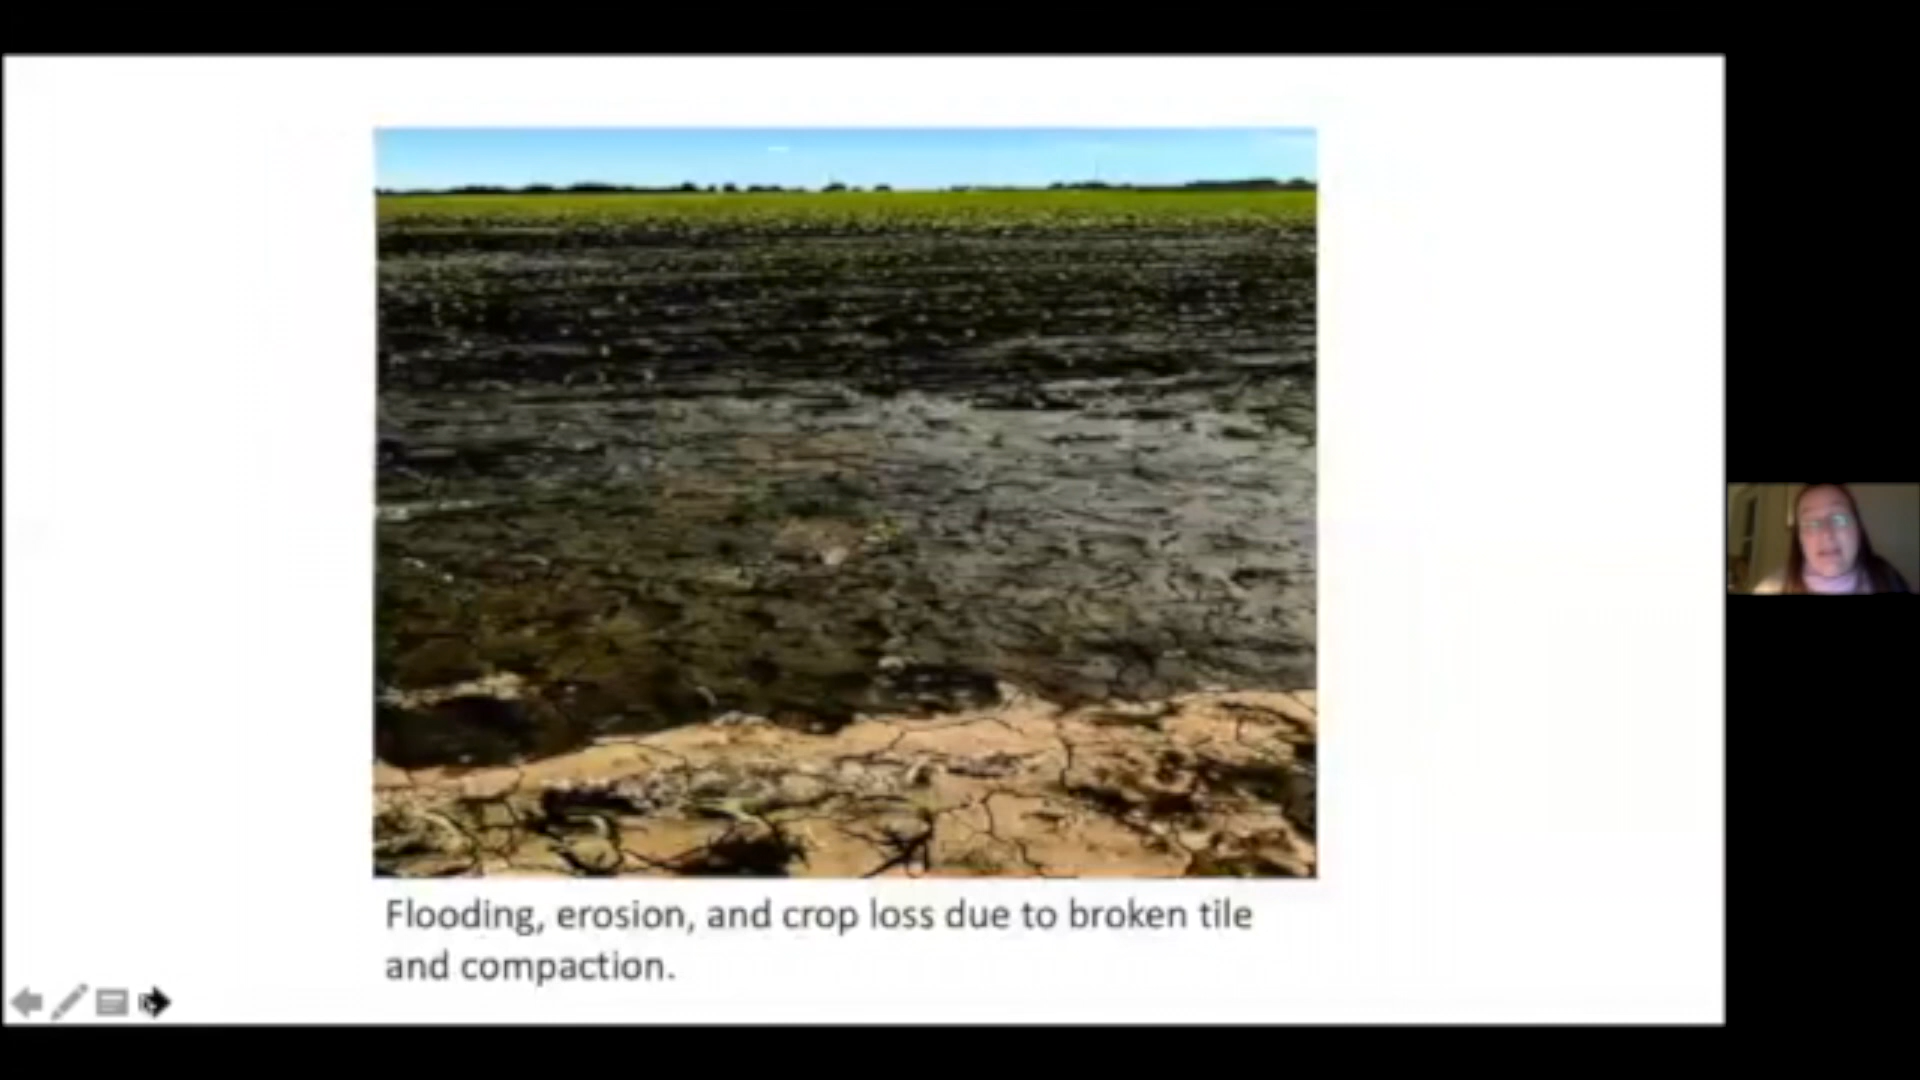 Flooding, erosion, and crop loss due to broken tile
and compaction.